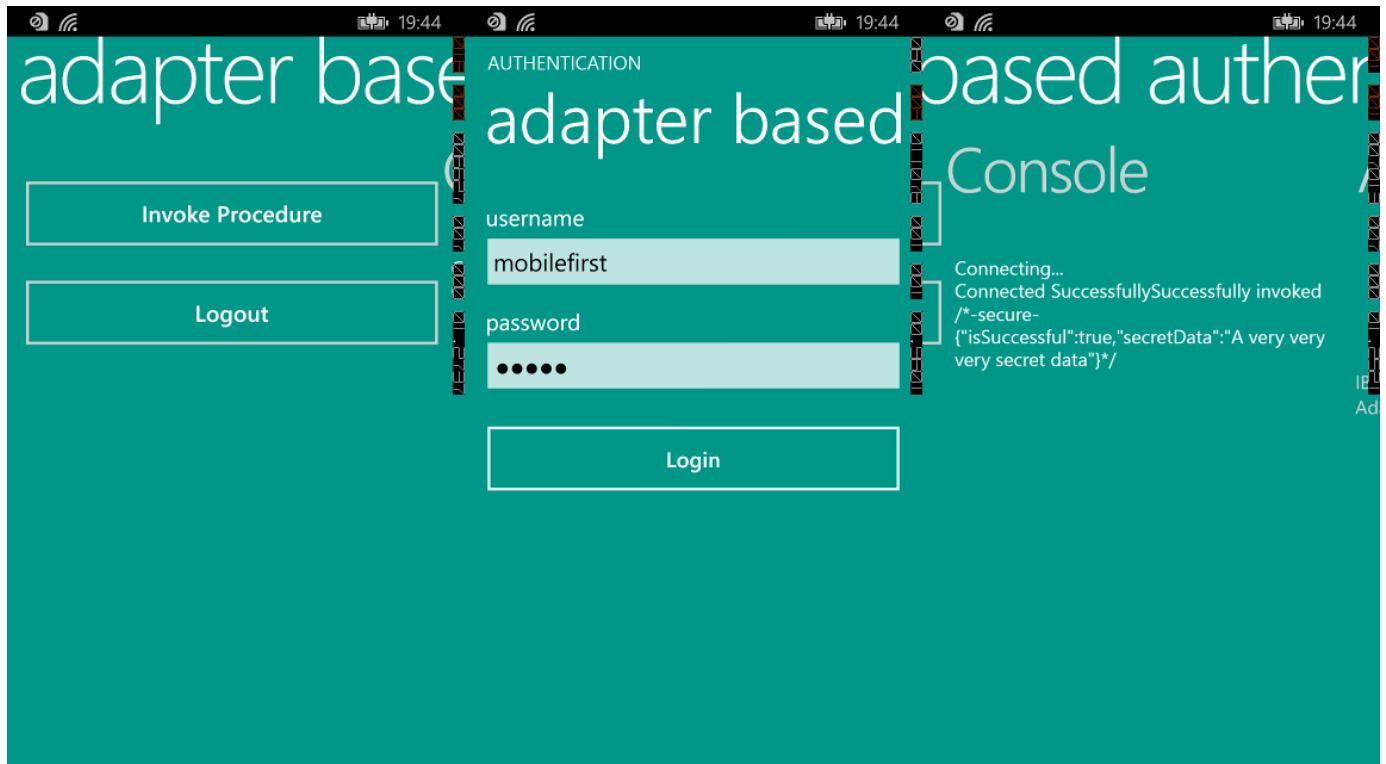 19:44
adapter base
Invoke Procedure
Logout
19:44
AUTHENTICATION
adapter based
username
mobilefirst
password
●●●●●
Login
19:44
based auther
Console
Connecting...
Connected SuccessfullySuccessfully invoked
/*-secure-
{"isSuccessful":true,"secretData":"A very very
very secret data"}*/
Ad